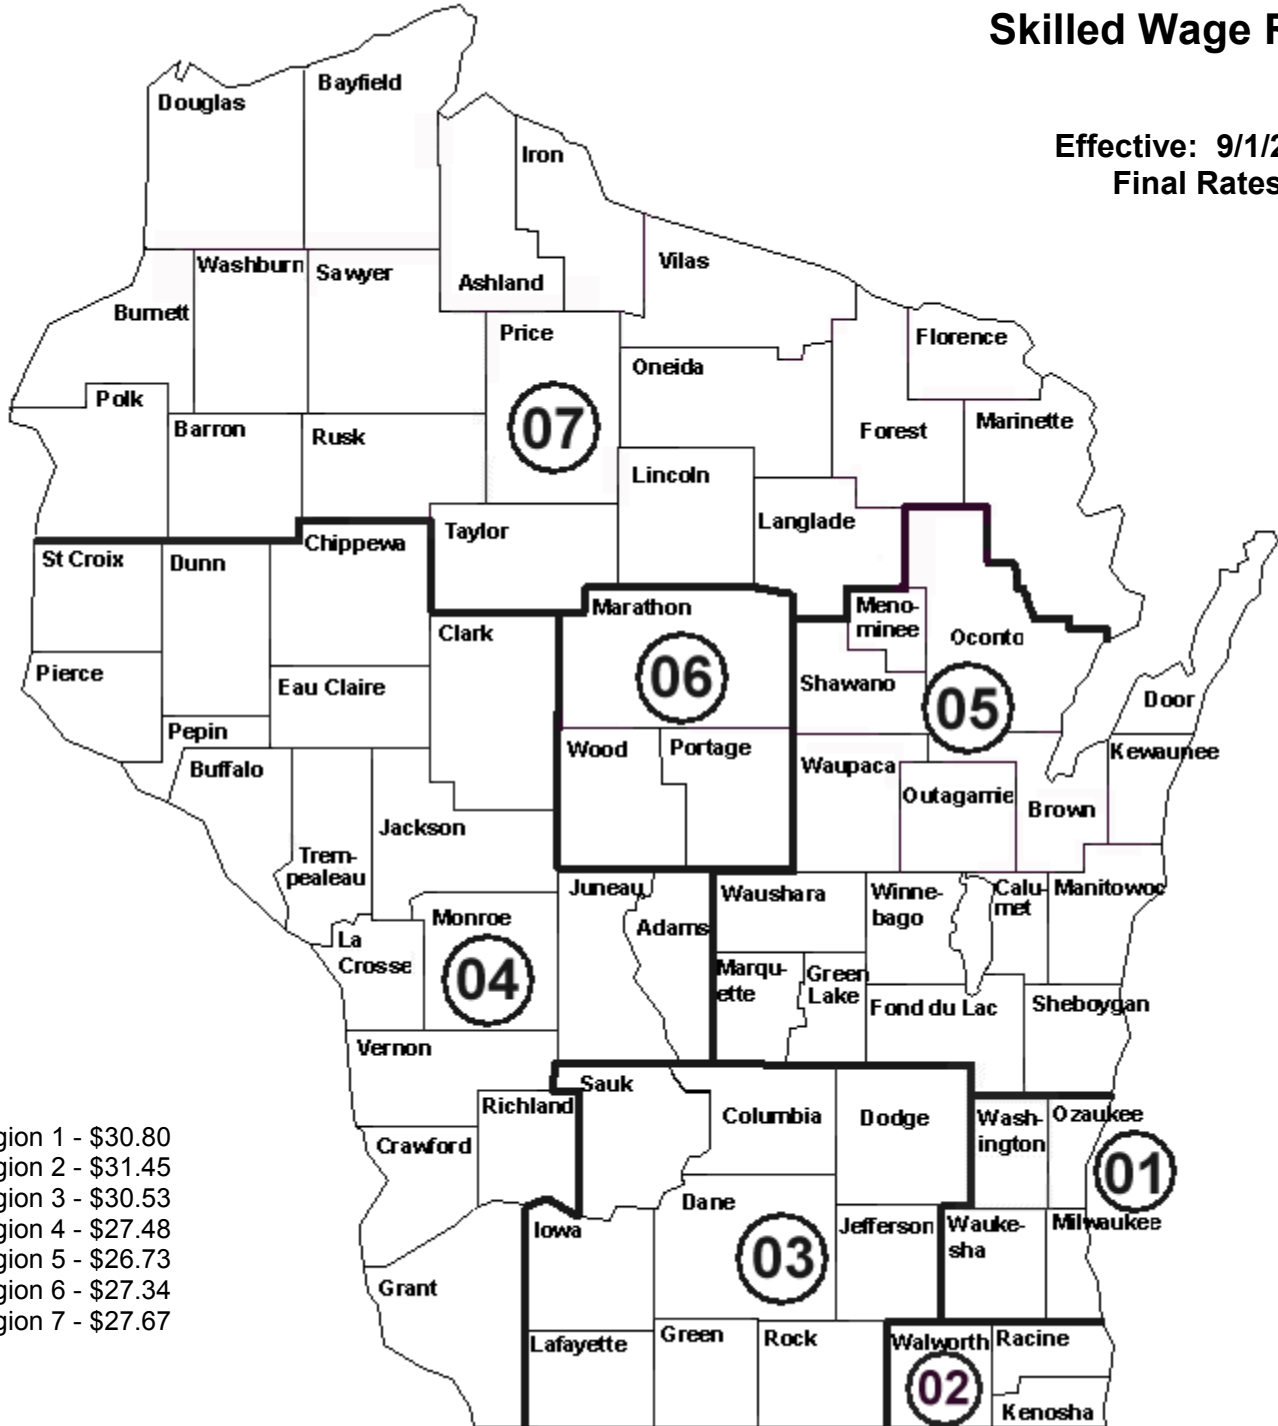 Skilled Wage R
Effective: 9/1/2
Final Rates
Douglas
Bayfield
Iron
Washburn
Sawyer
Ashland
Vilas
Burnett
Price
Florence
Polk
Oneida
Barron
Rusk
07
Forest
Marinette
Lincoln
Langlade
Taylor
Chippewa
St Croix
Dunn
Marathon
Meno-
minee
Clark
Oconto
Pierce
Eau Claire
06
Shawano
05
Door
Pepin
Wood
Portage
Kewaunee
Buffalo
Waupaca
Outagamie
Brown
Jackson
Trem-
pealeau
Juneau
Waushara
Winne-
bago
Calu-
met
Manitowoc
Monroe
Adams
La
Crosse
04
Marqu-
ette
Green
Lake
Fond du Lac
Sheboygan
Vernon
Sauk
Richland
Columbia
Dodge
Wash-
ington
Ozaukee
gion 1 - $30.80
gion 2 - $31.45
gion 3 - $30.53
gion 4 - $27.48
gion 5 - $26.73
gion 6 - $27.34
gion 7 - $27.67
Crawford
01
Dane
Iowa
Jefferson
Wauke-
sha
Milwaukee
03
Grant
Lafayette
Green
Rock
Walworth
Racine
02
Kenosha